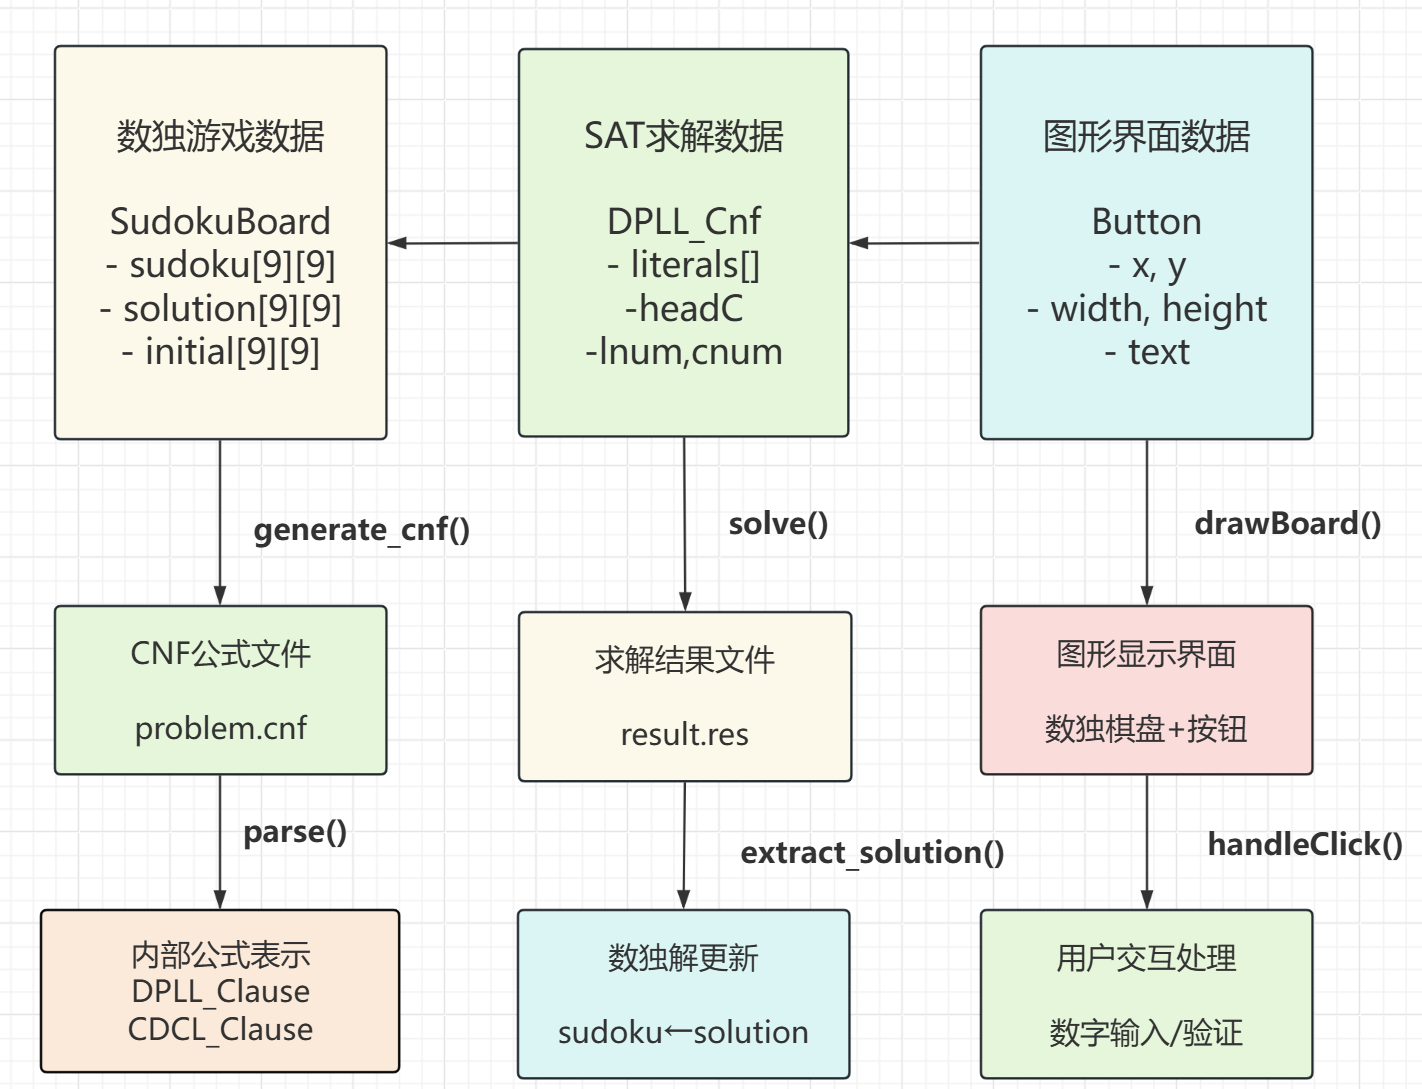 数独游戏数据
SudokuBoard
- sudoku[9][9]
- solution[9][9]
- initial[9][9]
SAT求解数据
DPLL_Cnf
- literals[]
-headC
-lnum,cnum
图形界面数据
Button
- x, y
- width, height
- text
generate_cnf()
solve()
drawBoard()
CNF公式文件
problem.cnf
求解结果文件
result.res
图形显示界面
数独棋盘+按钮
parse()
extract_solution()
handleClick()
内部公式表示
DPLL_Clause
CDCL_Clause
数独解更新
sudoku←solution
用户交互处理
数字输入/验证